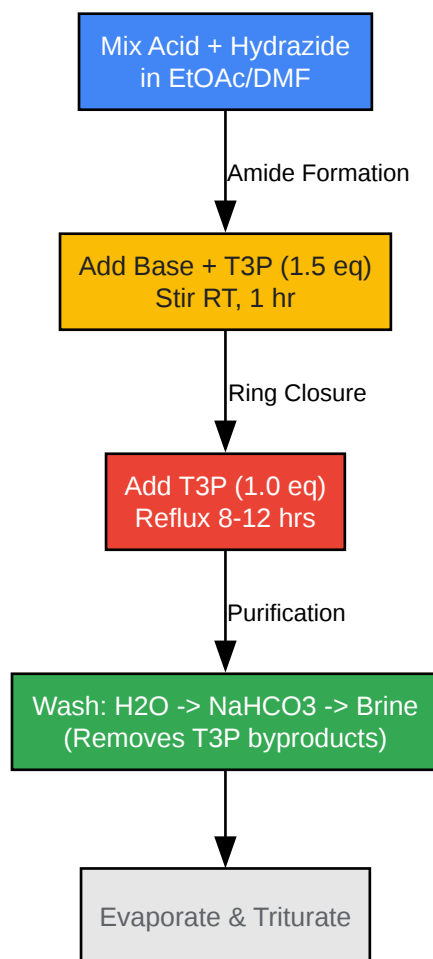 Mix Acid + Hydrazide
in EtOAc/DMF
Amide Formation
Add Base + T3P (1.5 eq)
Stir RT, 1 hr
Ring Closure
Add T3P (1.0 eq)
Reflux 8-12 hrs
Purification
Wash: H2O -> NaHCO3 -> Brine
(Removes T3P byproducts)
Evaporate & Triturate